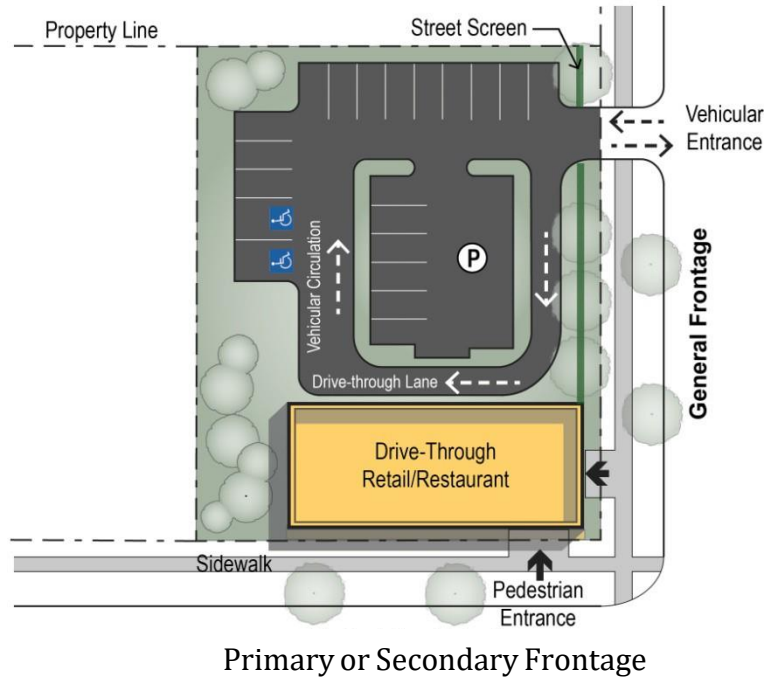 Property Line
Street Screen
Vehicular
Entrance
Vehicular Circulation
P
General Frontage
Drive-through Lane
Drive-Through
Retail/Restaurant
Sidewalk
Pedestrian
Entrance
Primary or Secondary Frontage